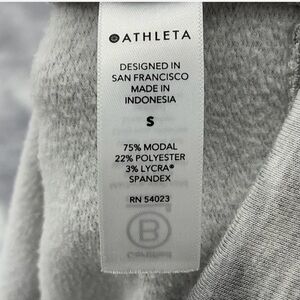 ATHLETA
DESIGNED IN
SAN FRANCISCO
MADE IN
INDONESIA
S
75% MODAL
22% POLYESTER
3% LYCRA®
SPANDEX
RN 54023
B